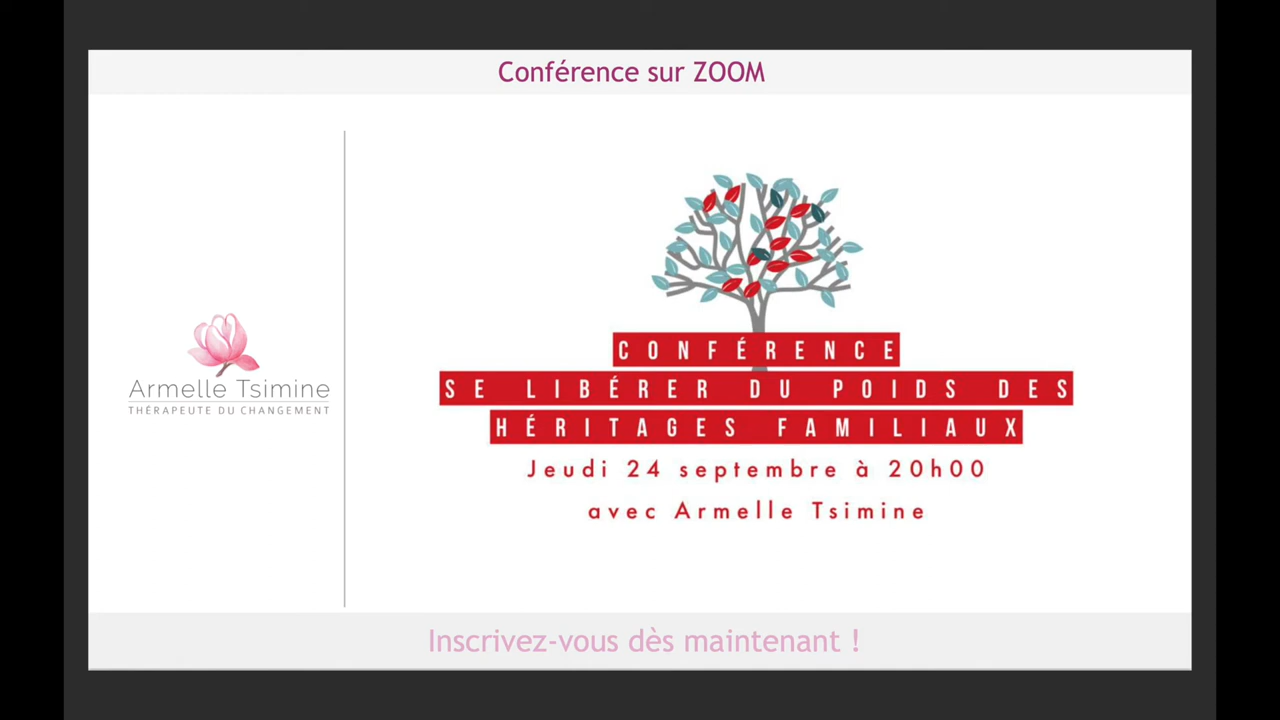 Conférence sur ZOOM
Armelle Tsimine
THÉRAPEUTE DU CHANGEMENT
CONFÉRENCE
SE LIBÉRER DU POIDS DES
HÉRITAGES FAMILIAUX
Jeudi 24 septembre à 20h00
avec Armelle Tsimine
Inscrivez-vous dès maintenant !